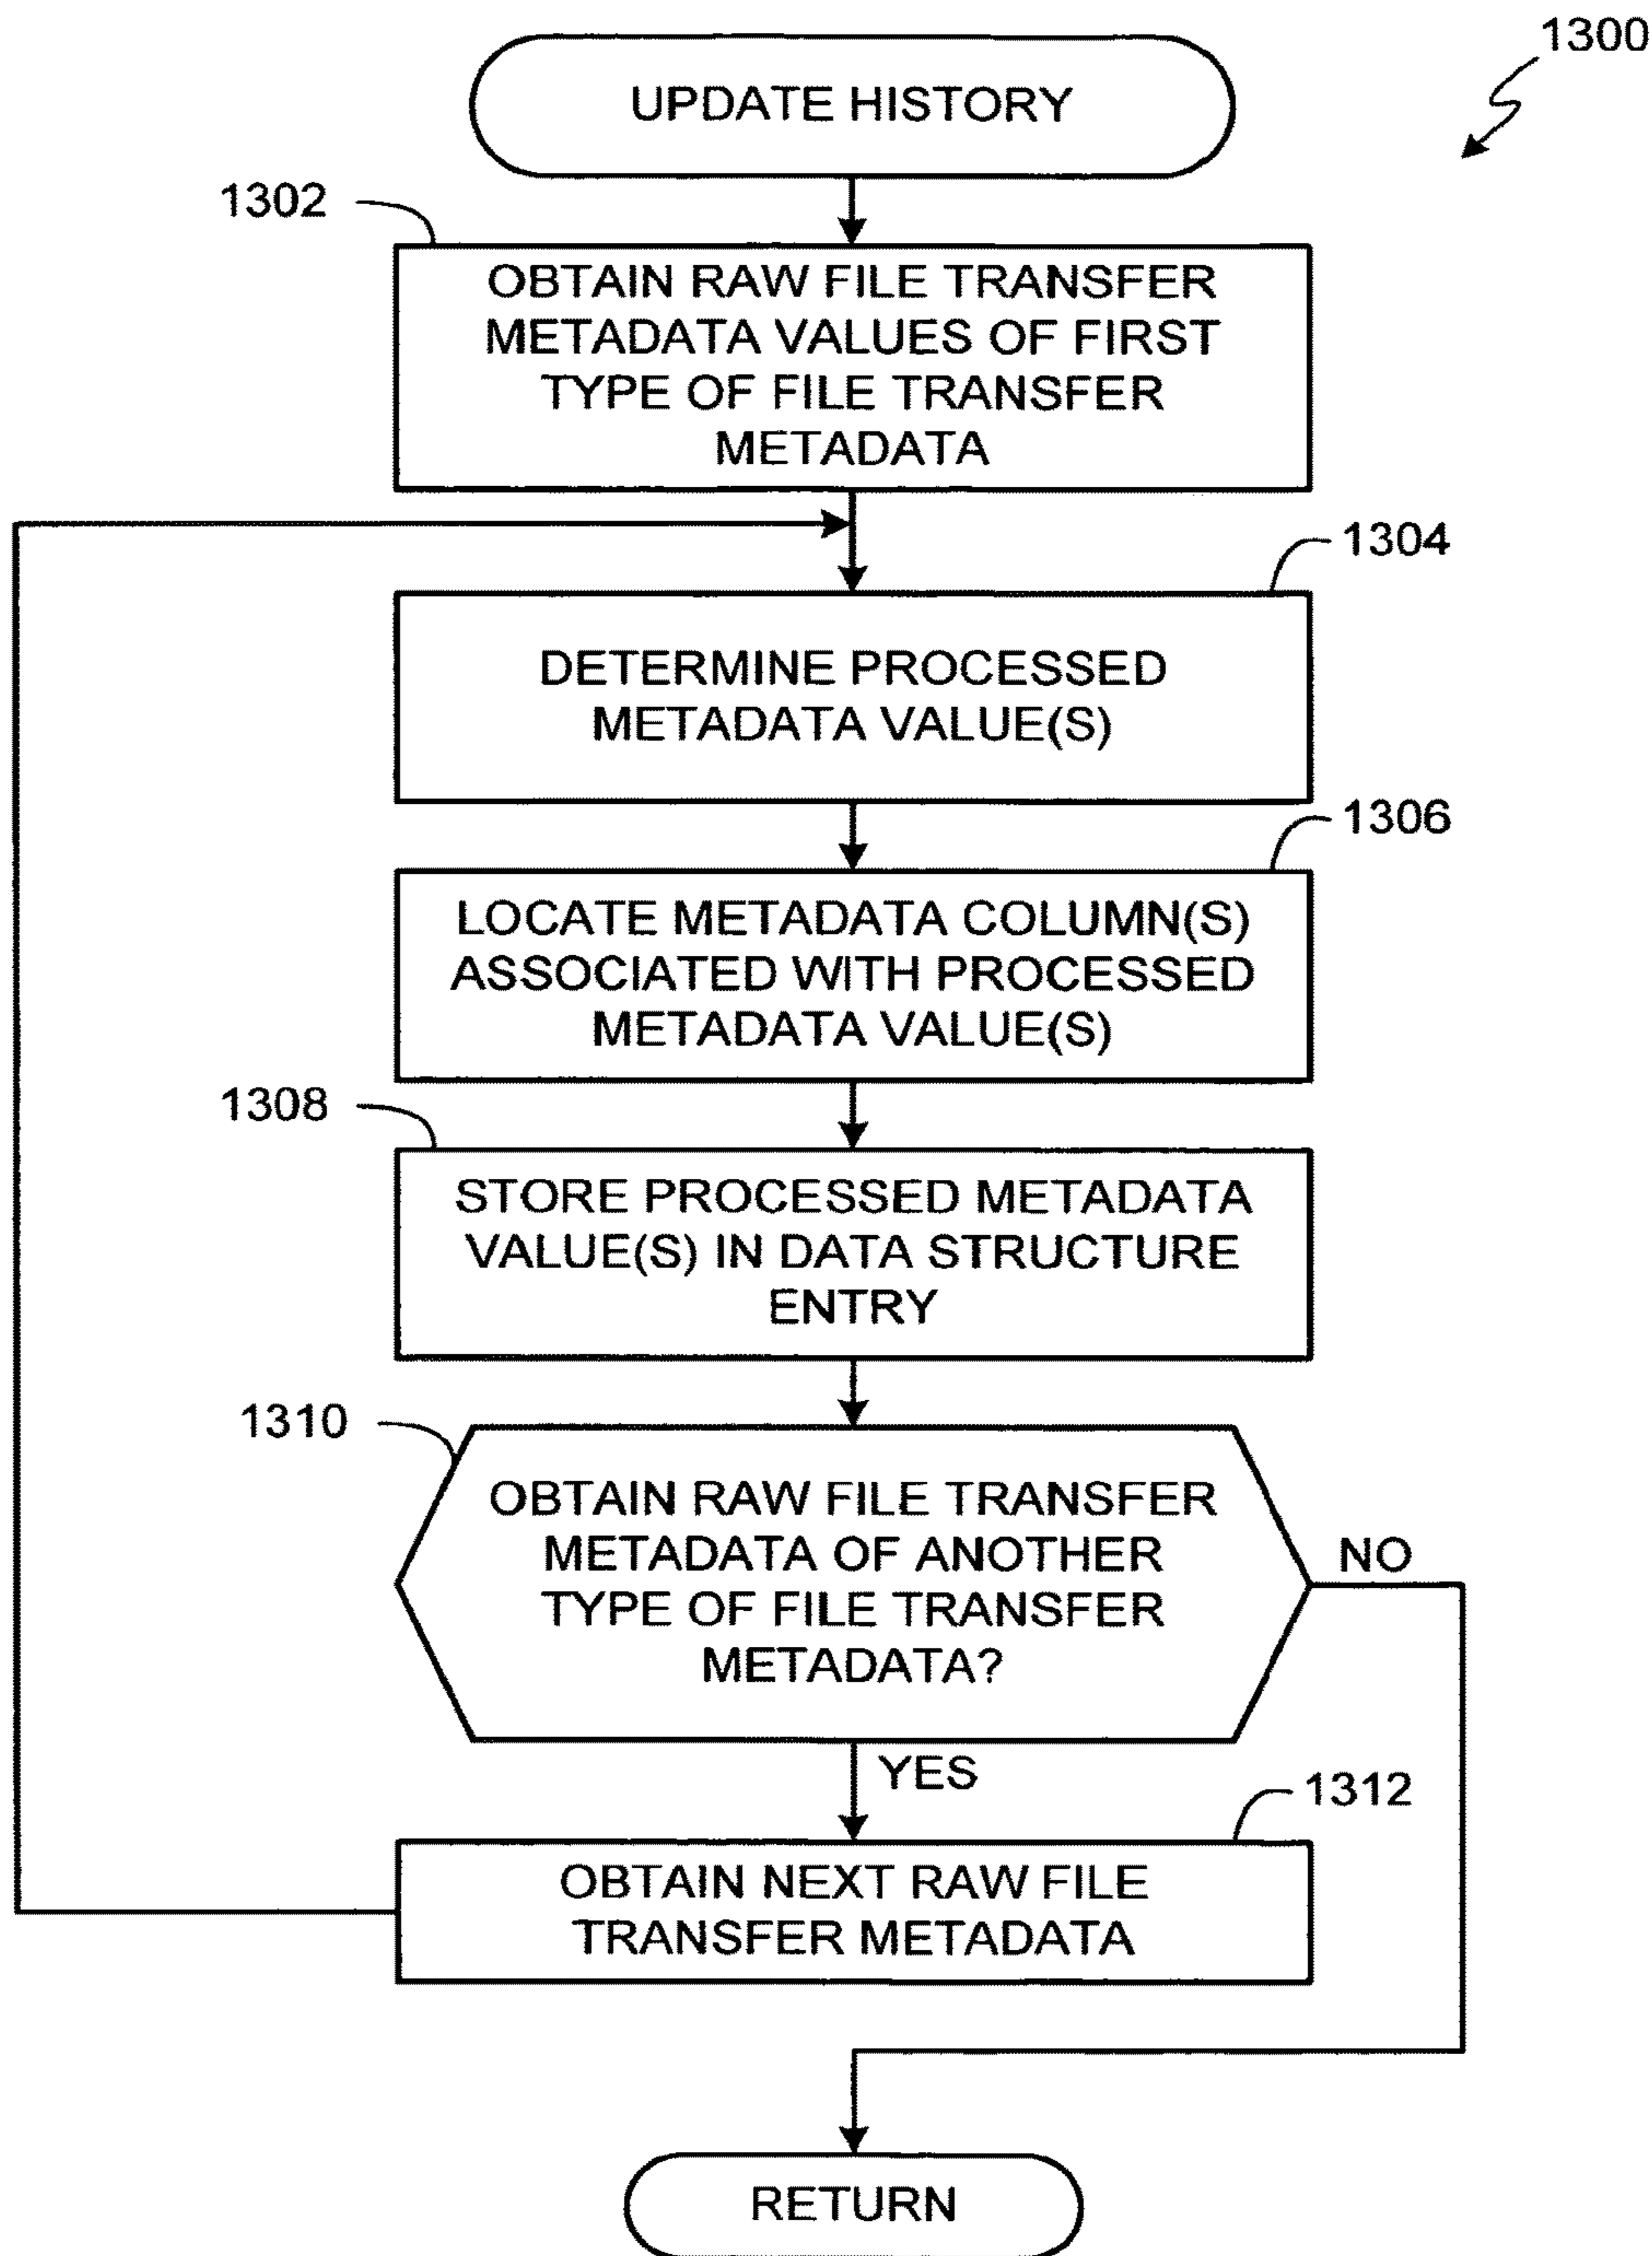 1300
UPDATE HISTORY
1302
OBTAIN RAW FILE TRANSFER
METADATA VALUES OF FIRST
TYPE OF FILE TRANSFER
METADATA
1304
DETERMINE PROCESSED
METADATA VALUE(S)
1306
LOCATE METADATA COLUMN(S)
ASSOCIATED WITH PROCESSED
METADATA VALUE(S)
1308
STORE PROCESSED METADATA
VALUE(S) IN DATA STRUCTURE
ENTRY
1310
OBTAIN RAW FILE TRANSFER
METADATA OF ANOTHER
TYPE OF FILE TRANSFER
METADATA?
NO
YES
1312
OBTAIN NEXT RAW FILE
TRANSFER METADATA
RETURN